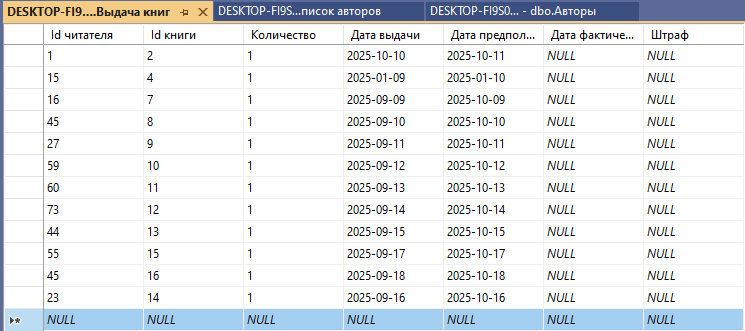 DESKTOP-FI9....Выдача книг DESKTOP-FI9S...писок авторов DESKTOP-FI9S0... - dbo.Авторы
Id читателя Id книги Количество Дата выдачи Дата предпол... Дата фактиче... Штраф
1 2 1 2025-10-10 2025-10-11 NULL NULL
15 4 1 2025-01-09 2025-01-10 NULL NULL
16 7 1 2025-09-09 2025-10-09 NULL NULL
45 8 1 2025-09-10 2025-10-10 NULL NULL
27 9 1 2025-09-11 2025-10-11 NULL NULL
59 10 1 2025-09-12 2025-10-12 NULL NULL
60 11 1 2025-09-13 2025-10-13 NULL NULL
73 12 1 2025-09-14 2025-10-14 NULL NULL
44 13 1 2025-09-15 2025-10-15 NULL NULL
55 15 1 2025-09-17 2025-10-17 NULL NULL
45 16 1 2025-09-18 2025-10-18 NULL NULL
23 14 1 2025-09-16 2025-10-16 NULL NULL
NULL NULL NULL NULL NULL NULL NULL